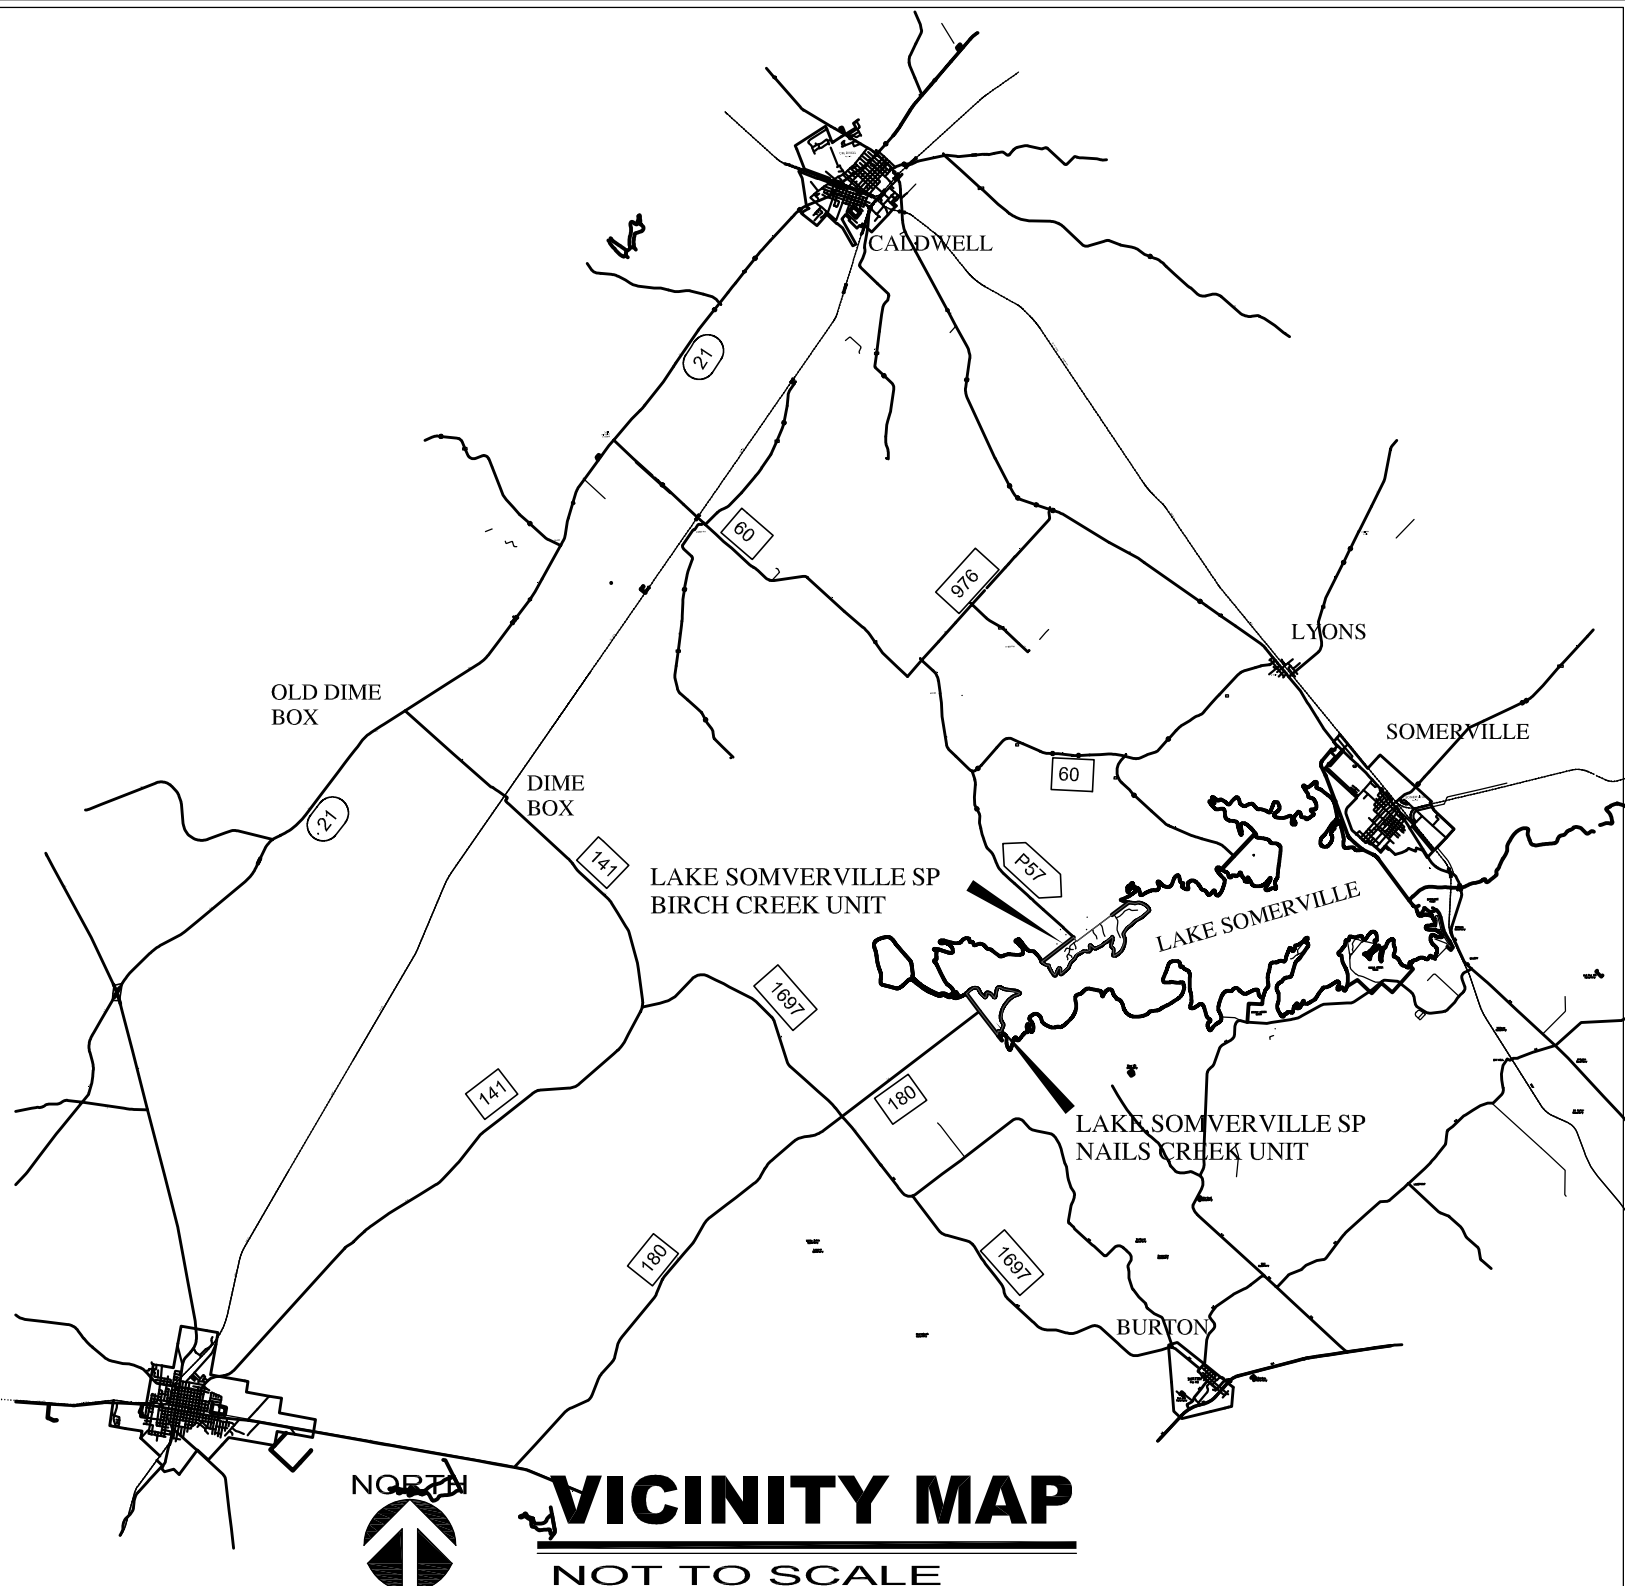 CALDWELL
21
60
976
LYONS
OLD DIME
BOX
SOMERVILLE
DIME
BOX
60
21
141
P57
LAKE SOMVERVILLE SP
BIRCH CREEK UNIT
LAKE SOMERVILLE
1697
141
180
LAKE SOMVERVILLE SP
NAILS CREEK UNIT
180
1697
BURTON
NORTH
VICINITY MAP
NOT TO SCALE